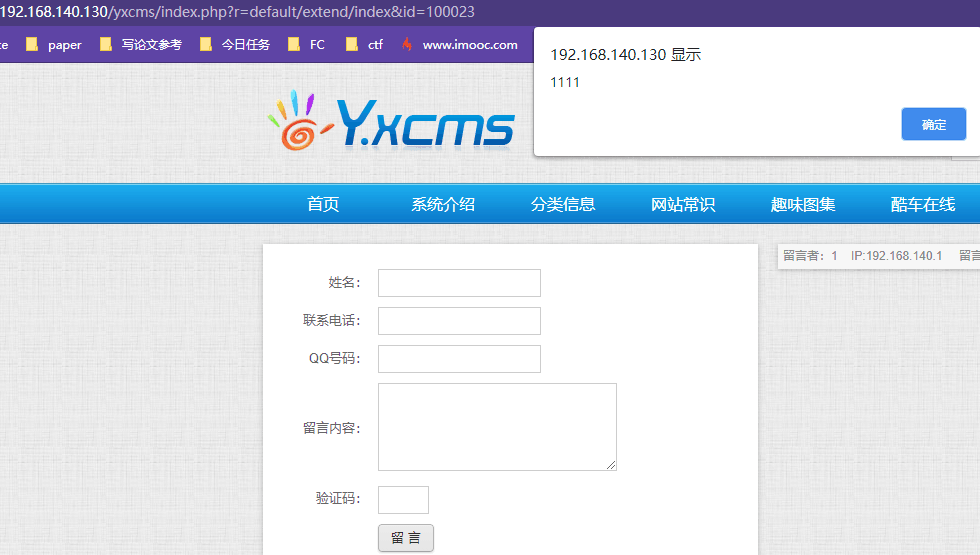 192.168.140.130/yxcms/index.php?r=default/extend/index&id=100023
te paper 写论文参考 今日任务 FC ctf www.imooc.com
192.168.140.130 显示
1111
确定
Yxcms
首页 系统介绍 分类信息 网站常识 趣味图集 酷车在线
留言者：1 IP:192.168.140.1 留言
姓名：
联系电话：
QQ号码：
留言内容：
验证码：
留 言